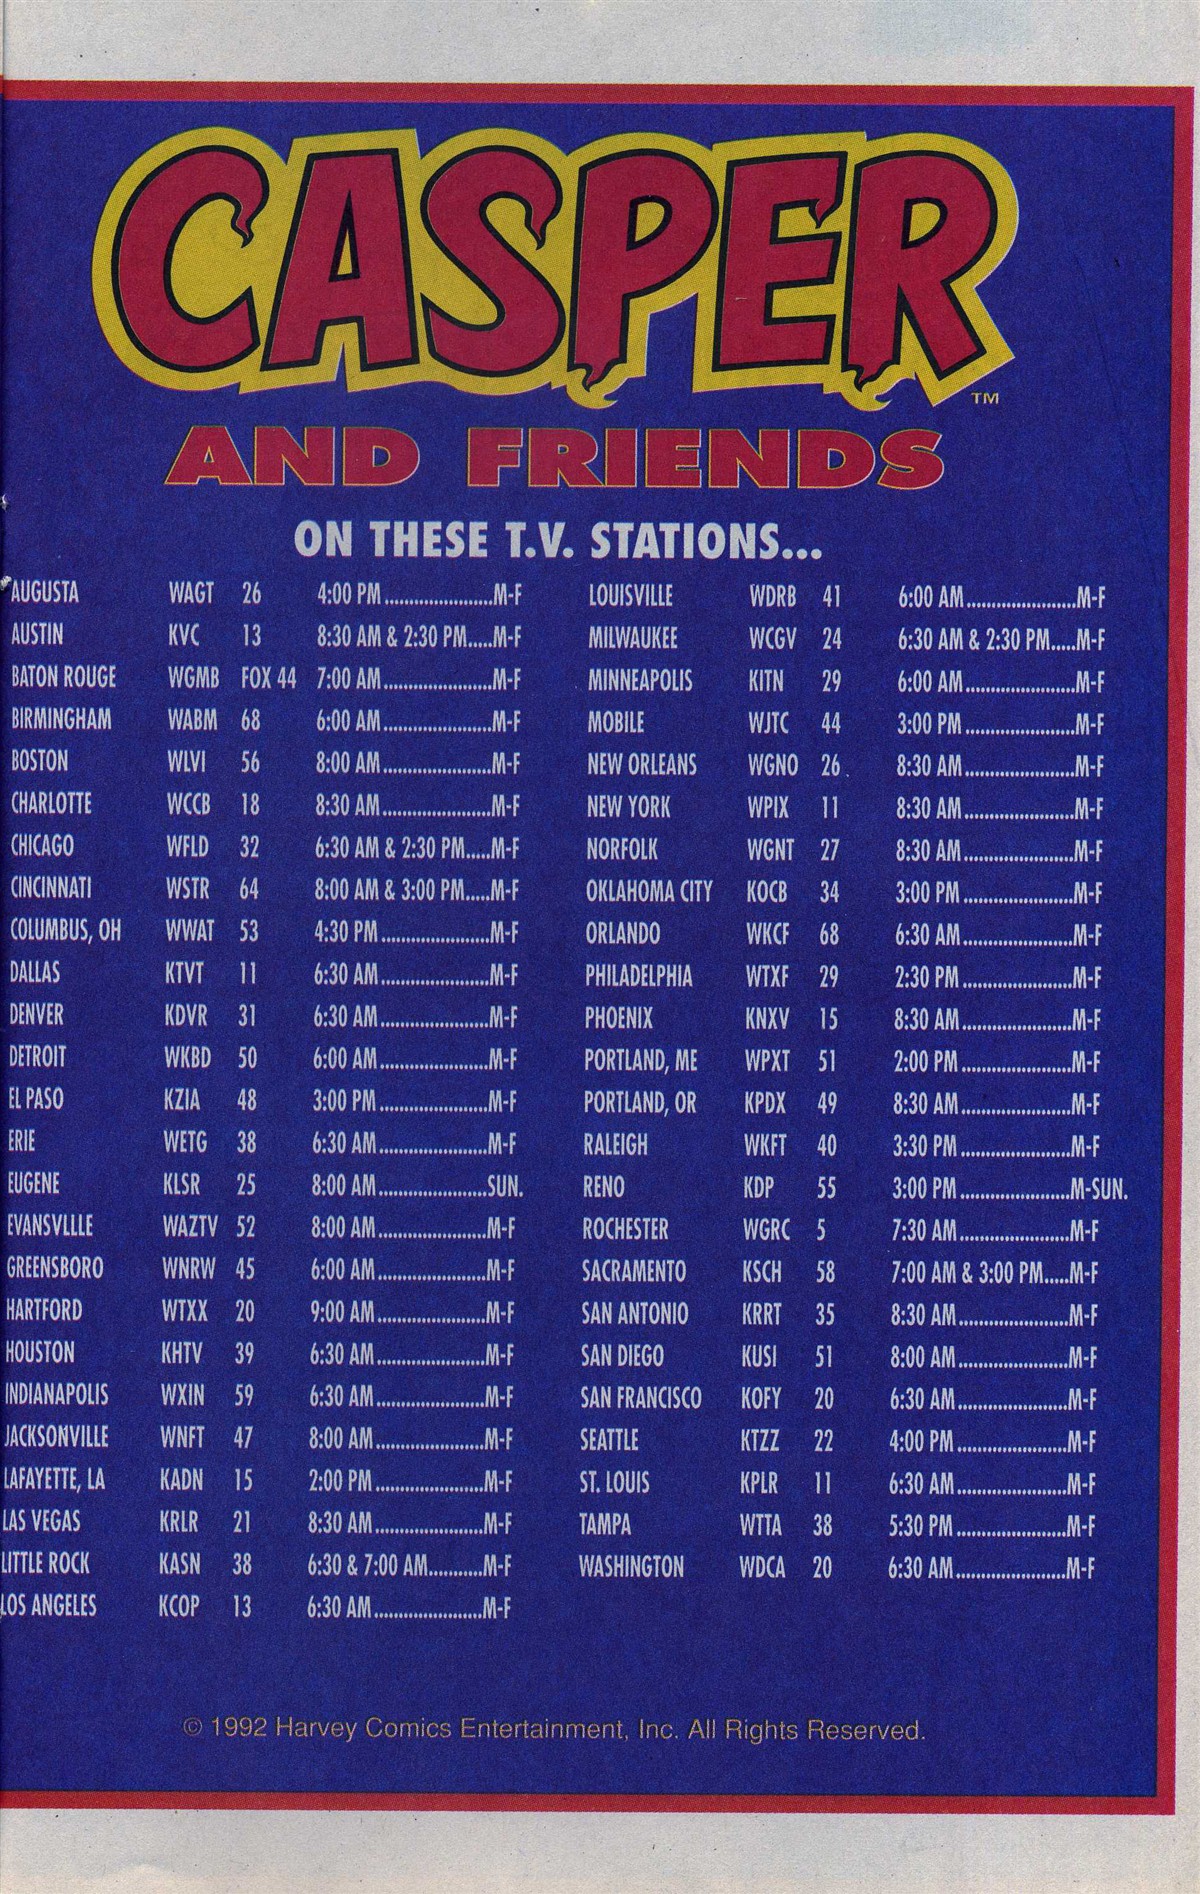 CASPER
TM
AND FRIENDS
ON THESE T.V. STATIONS...
AUGUSTA WAGT 26 4:00 PM......................M-F
AUSTIN KVC 13 8:30 AM & 2:30 PM.....M-F
BATON ROUGE WGMB FOX 44 7:00 AM......................M-F
BIRMINGHAM WABM 68 6:00 AM......................M-F
BOSTON WLVI 56 8:00 AM......................M-F
CHARLOTTE WCCB 18 8:30 AM......................M-F
CHICAGO WFLD 32 6:30 AM & 2:30 PM.....M-F
CINCINNATI WSTR 64 8:00 AM & 3:00 PM.....M-F
COLUMBUS, OH WWAT 53 4:30 PM......................M-F
DALLAS KTVT 11 6:30 AM......................M-F
DENVER KDVR 31 6:30 AM......................M-F
DETROIT WKBD 50 6:00 AM......................M-F
EL PASO KZIA 48 3:00 PM......................M-F
ERIE WETG 38 6:30 AM......................M-F
EUGENE KLSR 25 8:00 AM......................SUN.
EVANSVLLLE WAZTV 52 8:00 AM......................M-F
GREENSBORO WNRW 45 6:00 AM......................M-F
HARTFORD WTXX 20 9:00 AM......................M-F
HOUSTON KHTV 39 6:30 AM......................M-F
INDIANAPOLIS WXIN 59 6:30 AM......................M-F
JACKSONVILLE WNFT 47 8:00 AM......................M-F
LAFAYETTE, LA KADN 15 2:00 PM......................M-F
LAS VEGAS KRLR 21 8:30 AM......................M-F
LITTLE ROCK KASN 38 6:30 & 7:00 AM...........M-F
LOS ANGELES KCOP 13 6:30 AM......................M-F
LOUISVILLE WDRB 41 6:00 AM......................M-F
MILWAUKEE WCGV 24 6:30 AM & 2:30 PM.....M-F
MINNEAPOLIS KITN 29 6:00 AM......................M-F
MOBILE WJTC 44 3:00 PM......................M-F
NEW ORLEANS WGNO 26 8:30 AM......................M-F
NEW YORK WPIX 11 8:30 AM......................M-F
NORFOLK WGNT 27 8:30 AM......................M-F
OKLAHOMA CITY KOCB 34 3:00 PM......................M-F
ORLANDO WKCF 68 6:30 AM......................M-F
PHILADELPHIA WTXF 29 2:30 PM......................M-F
PHOENIX KNXV 15 8:30 AM......................M-F
PORTLAND, ME WPXT 51 2:00 PM......................M-F
PORTLAND, OR KPDX 49 8:30 AM......................M-F
RALEIGH WKFT 40 3:30 PM......................M-F
RENO KDP 55 3:00 PM......................M-SUN.
ROCHESTER WGRC 5 7:30 AM......................M-F
SACRAMENTO KSCH 58 7:00 AM & 3:00 PM.....M-F
SAN ANTONIO KRRT 35 8:30 AM......................M-F
SAN DIEGO KUSI 51 8:00 AM......................M-F
SAN FRANCISCO KOFY 20 6:30 AM......................M-F
SEATTLE KTZZ 22 4:00 PM......................M-F
ST. LOUIS KPLR 11 6:30 AM......................M-F
TAMPA WTTA 38 5:30 PM......................M-F
WASHINGTON WDCA 20 6:30 AM......................M-F
© 1992 Harvey Comics Entertainment, Inc. All Rights Reserved.